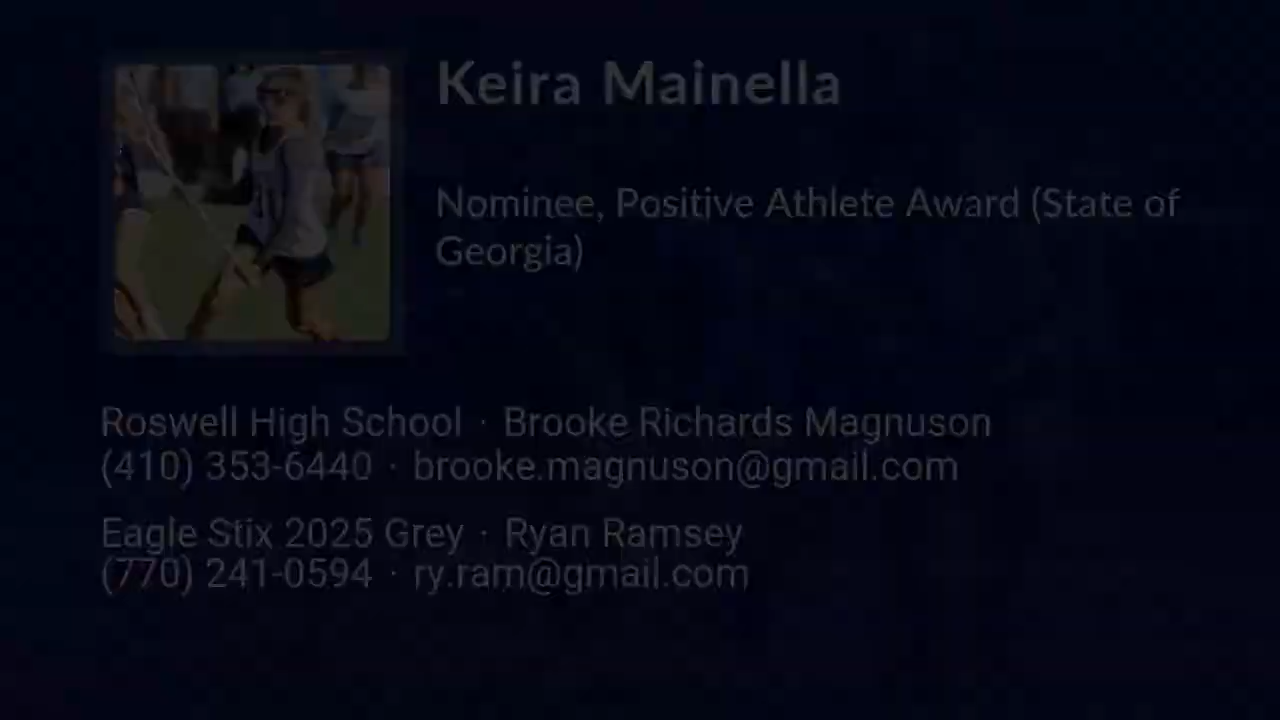 Keira Mainella
Nominee, Positive Athlete Award (State of
Georgia)
Roswell High School · Brooke Richards Magnuson
(410) 353-6440 · brooke.magnuson@gmail.com
Eagle Stix 2025 Grey · Ryan Ramsey
(770) 241-0594 · ry.ram@gmail.com